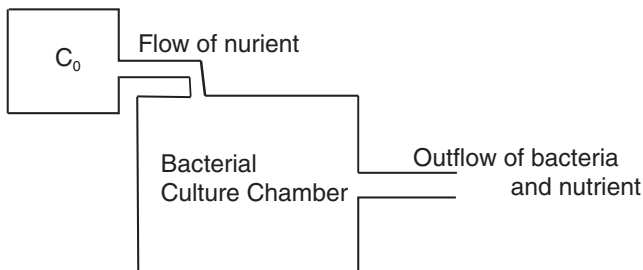 C₀
Flow of nurient
Bacterial
Culture Chamber
Outflow of bacteria
and nutrient